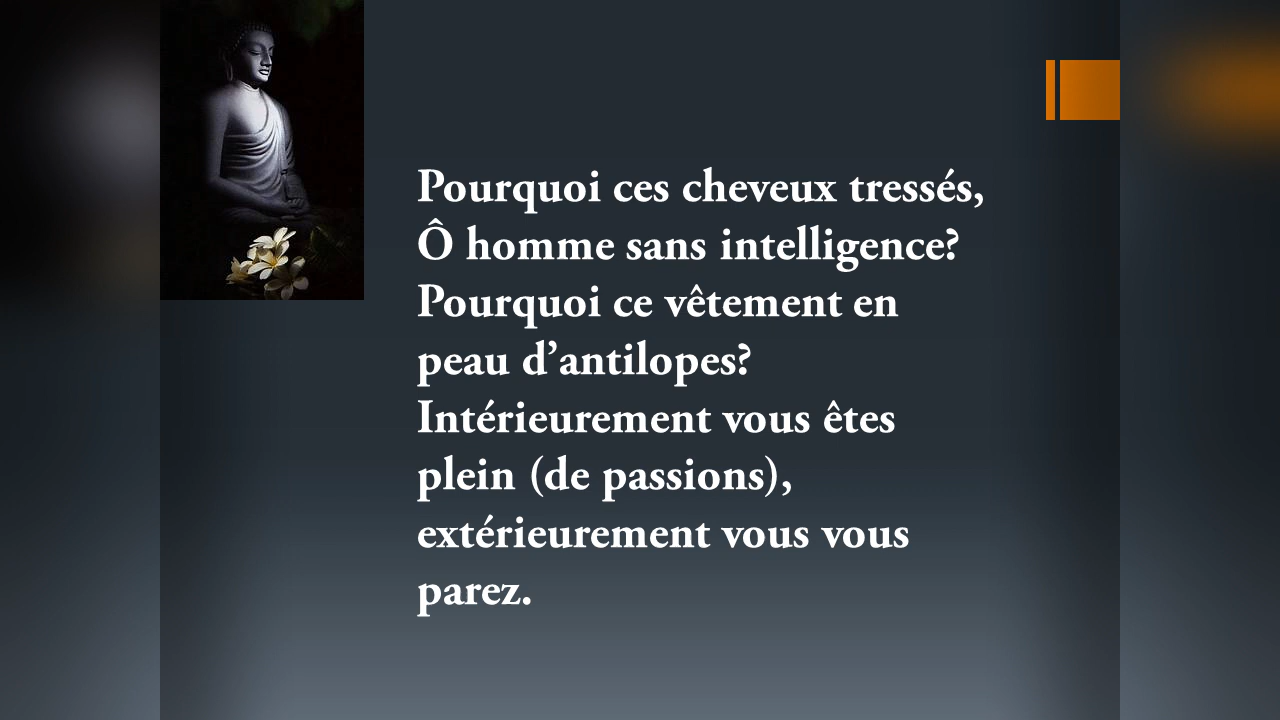 Pourquoi ces cheveux tressés,
Ô homme sans intelligence?
Pourquoi ce vêtement en
peau d’antilopes?
Intérieurement vous êtes
plein (de passions),
extérieurement vous vous
parez.